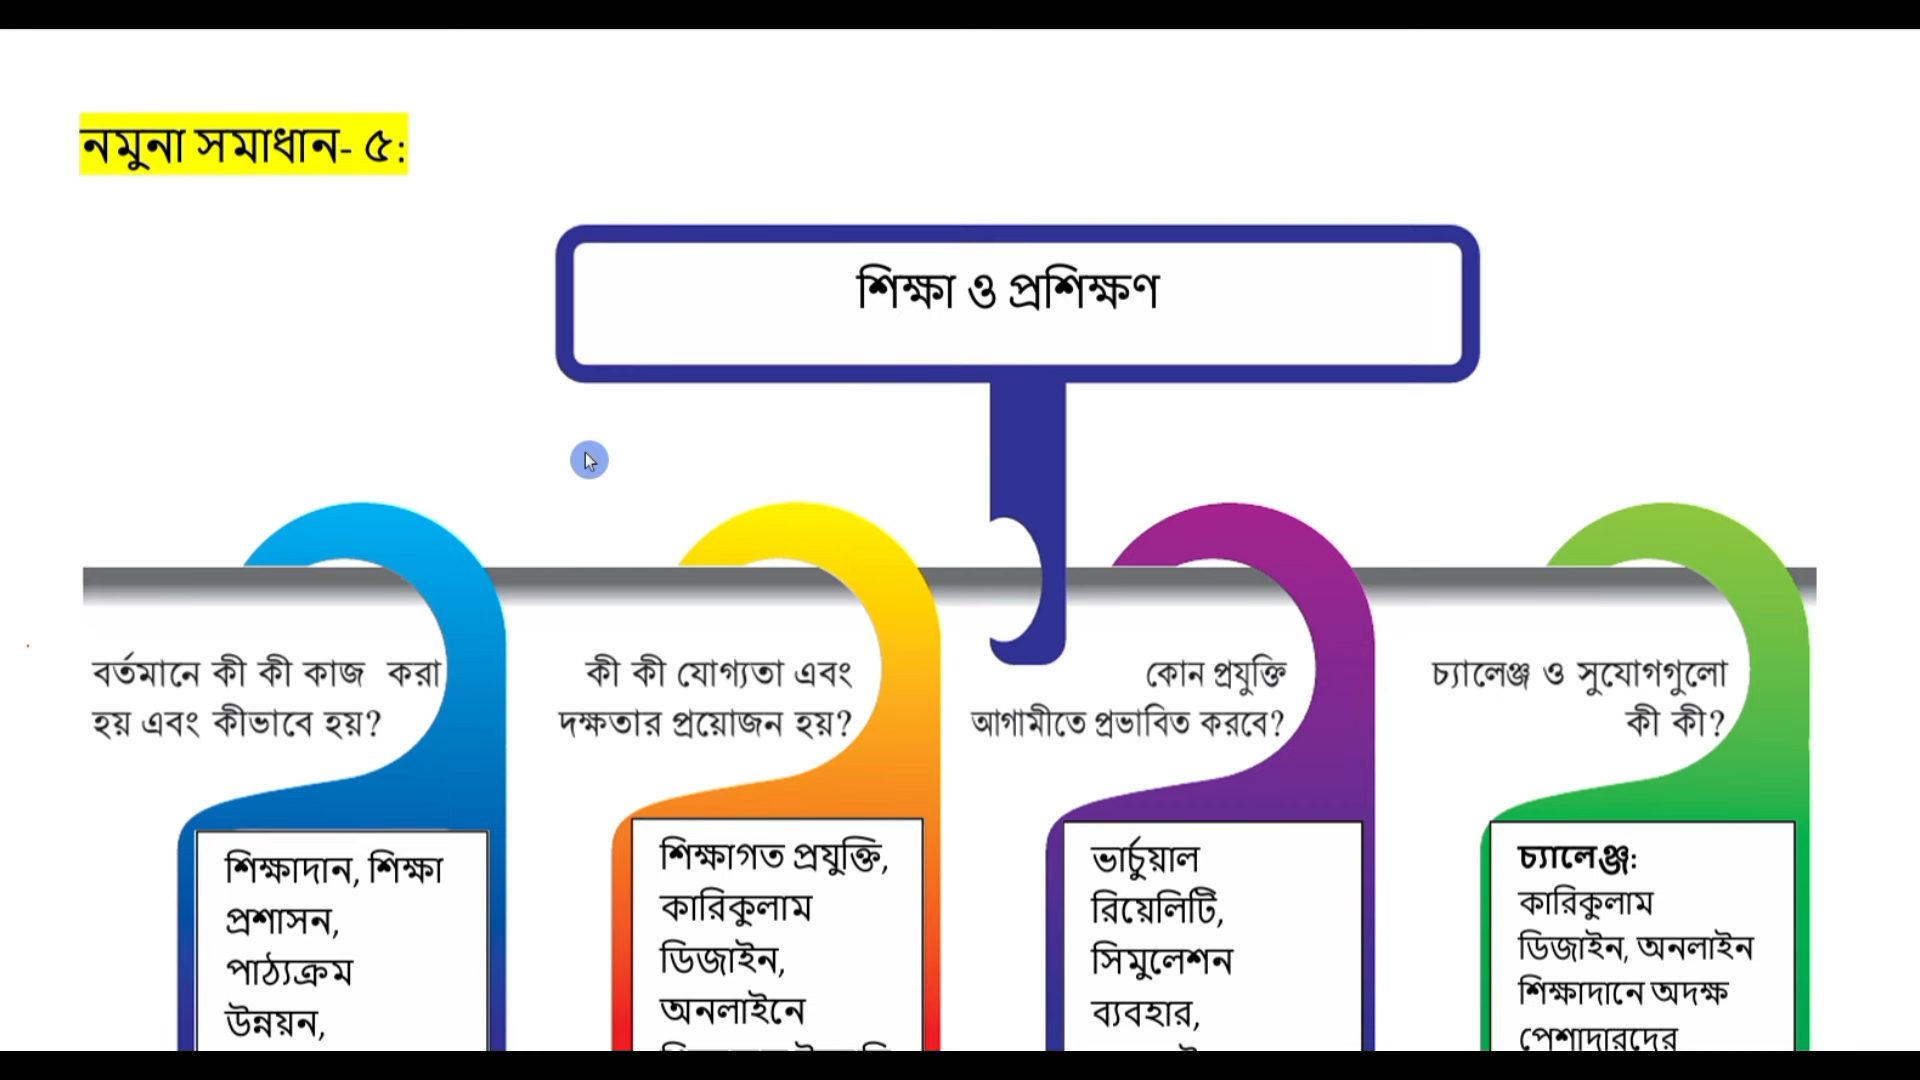 নমুনা সমাধান- ৫:
শিক্ষা ও প্রশিক্ষণ
বর্তমানে কী কী কাজ করা
হয় এবং কীভাবে হয়?
কী কী যোগ্যতা এবং
দক্ষতার প্রয়োজন হয়?
কোন প্রযুক্তি
আগামীতে প্রভাবিত করবে?
চ্যালেঞ্জ ও সুযোগগুলো
কী কী?
শিক্ষাদান, শিক্ষা
প্রশাসন,
পাঠ্যক্রম
উন্নয়ন,
শিক্ষাগত প্রযুক্তি,
কারিকুলাম
ডিজাইন,
অনলাইনে
ভার্চুয়াল
রিয়েলিটি,
সিমুলেশন
ব্যবহার,
চ্যালেঞ্জ:
কারিকুলাম
ডিজাইন, অনলাইন
শিক্ষাদানে অদক্ষ
পেশাদারদের